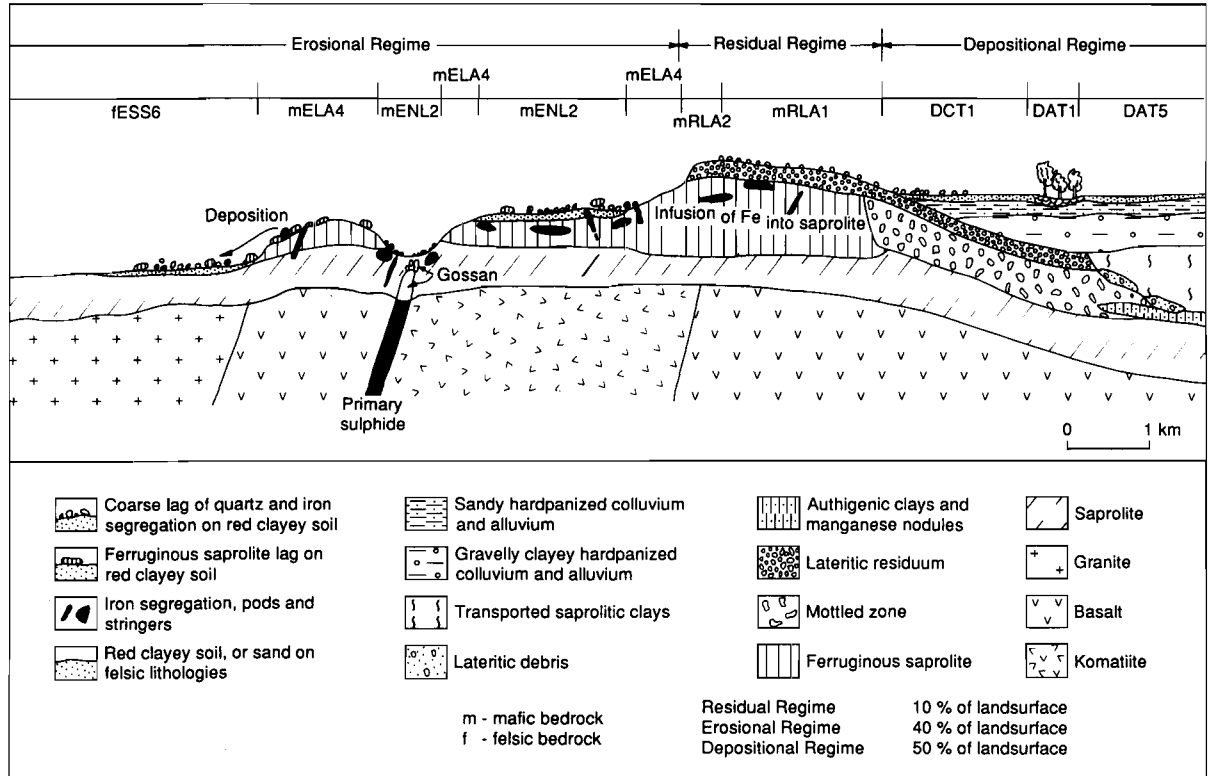 Erosional Regime
Residual Regime
Depositional Regime
mELA4
mELA4
fESS6
mELA4
mENL2
mENL2
mRLA2
mRLA1
DCT1
DAT1
DAT5
Deposition
Infusion of Fe into saprolite
Gossan
Primary
sulphide
0 1 km
Coarse lag of quartz and iron
segregation on red clayey soil
Ferruginous saprolite lag on
red clayey soil
Iron segregation, pods and
stringers
Red clayey soil, or sand on
felsic lithologies
Sandy hardpanized colluvium
and alluvium
Gravelly clayey hardpanized
colluvium and alluvium
Transported saprolitic clays
Lateritic debris
Authigenic clays and
manganese nodules
Lateritic residuum
Mottled zone
Ferruginous saprolite
Saprolite
Granite
Basalt
Komatiite
m - mafic bedrock
f - felsic bedrock
Residual Regime 10 % of landsurface
Erosional Regime 40 % of landsurface
Depositional Regime 50 % of landsurface